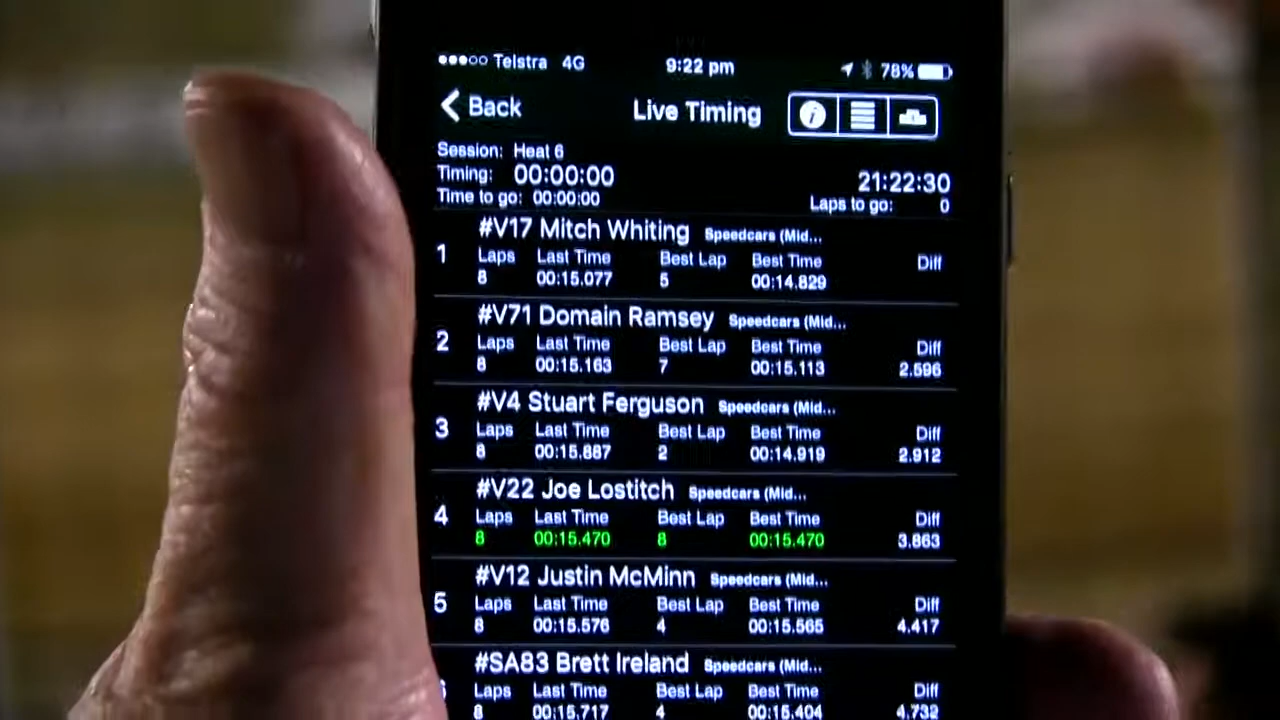 Telstra 4G 9:22 pm 78%
Back Live Timing
Session: Heat 6
Timing: 00:00:00 21:22:30
Time to go: 00:00:00 Laps to go: 0
#V17 Mitch Whiting Speedcars (Mid...
1 Laps Last Time Best Lap Best Time Diff
8 00:15.077 5 00:14.829
#V71 Domain Ramsey Speedcars (Mid...
2 Laps Last Time Best Lap Best Time Diff
8 00:15.163 7 00:15.113 2.596
#V4 Stuart Ferguson Speedcars (Mid...
3 Laps Last Time Best Lap Best Time Diff
8 00:15.887 2 00:14.919 2.912
#V22 Joe Lostitch Speedcars (Mid...
4 Laps Last Time Best Lap Best Time Diff
8 00:15.470 8 00:15.470 3.863
#V12 Justin McMinn Speedcars (Mid...
5 Laps Last Time Best Lap Best Time Diff
8 00:15.576 4 00:15.565 4.417
#SA83 Brett Ireland Speedcars (Mid...
Laps Last Time Best Lap Best Time Diff
8 00:15.717 4 00:15.404 4.732